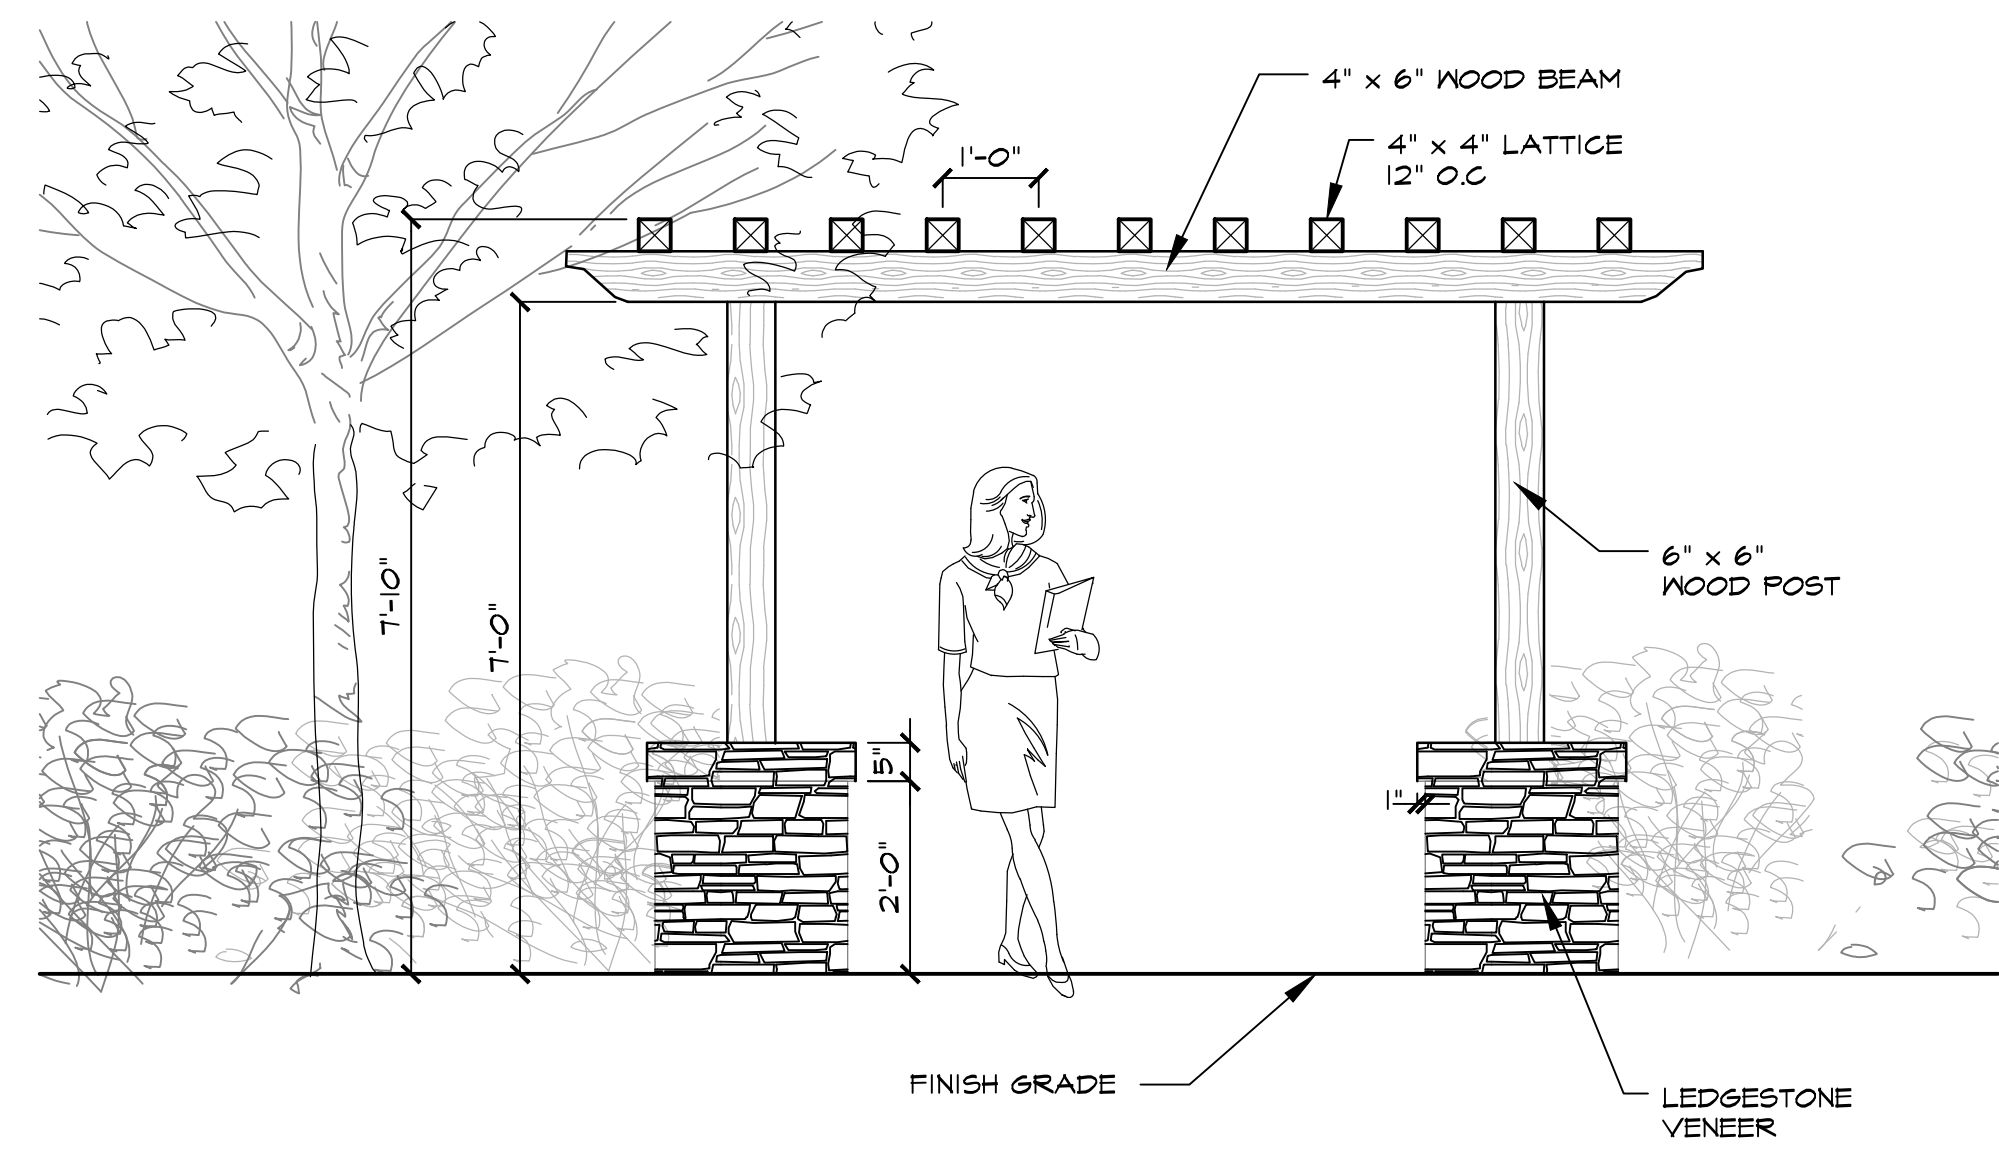 4" x 6" WOOD BEAM
4" x 4" LATTICE
12" O.C
1'-0"
7'-10"
7'-0"
6" x 6"
WOOD POST
5"
1"
2'-0"
FINISH GRADE
LEDGESTONE
VENEER